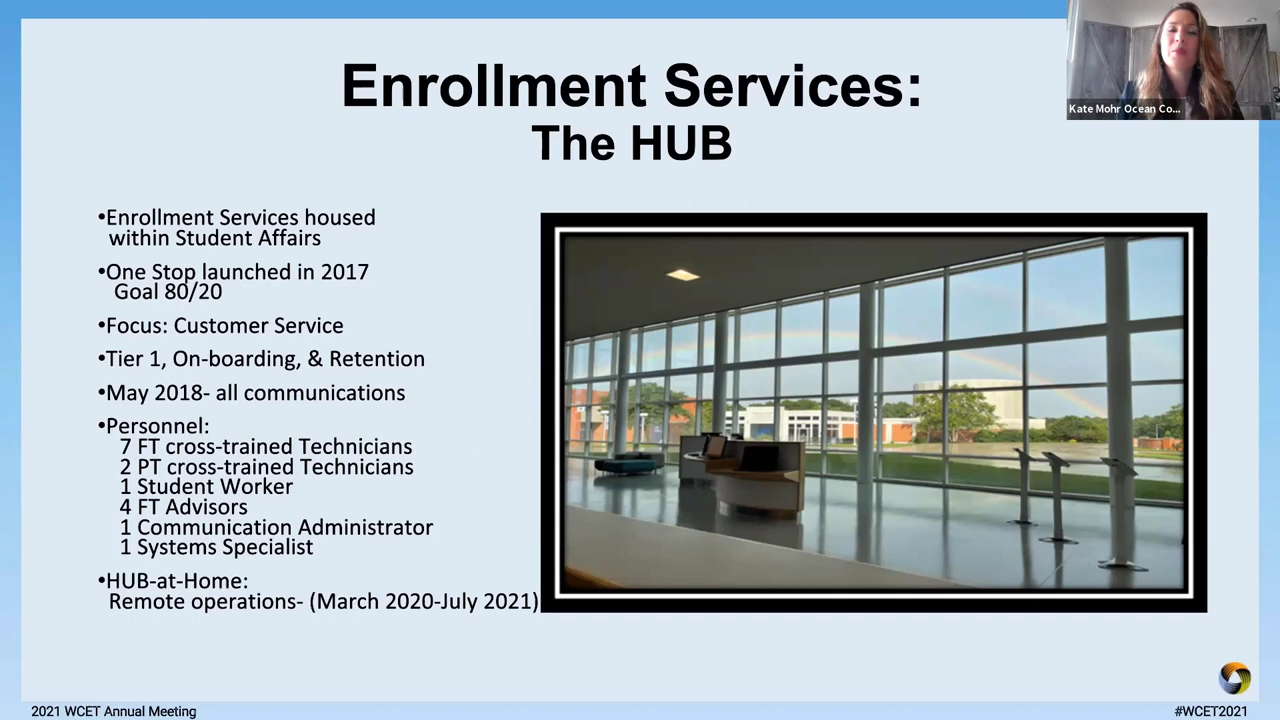 Enrollment Services:
The HUB
Kate Mohr Ocean Co...
•Enrollment Services housed
within Student Affairs
•One Stop launched in 2017
Goal 80/20
•Focus: Customer Service
•Tier 1, On-boarding, & Retention
•May 2018- all communications
•Personnel:
7 FT cross-trained Technicians
2 PT cross-trained Technicians
1 Student Worker
4 FT Advisors
1 Communication Administrator
1 Systems Specialist
•HUB-at-Home:
Remote operations- (March 2020-July 2021)
2021 WCET Annual Meeting
#WCET2021